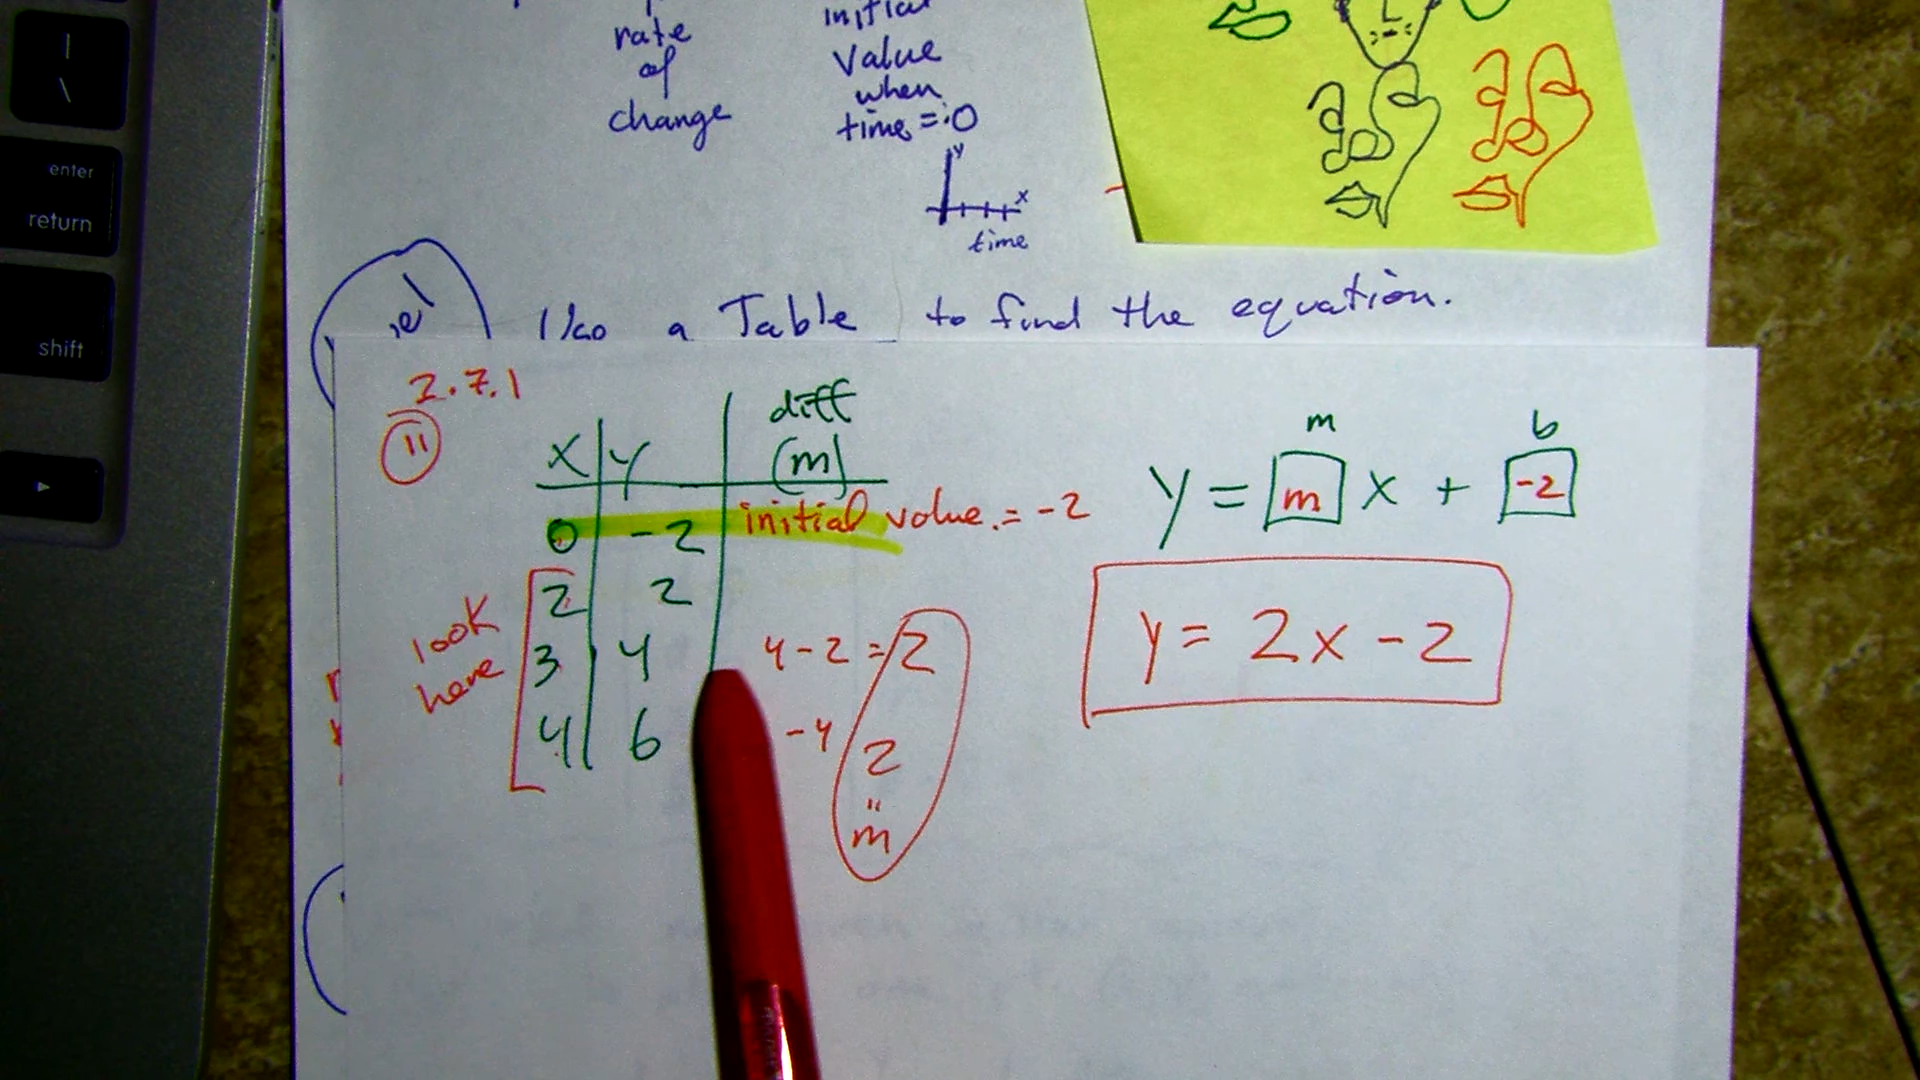 rate
of
change
initial
value
when
time = 0
y
x
time
Use a Table to find the equation.
2.7.1
11
x y diff
(m)
0 -2 initial value. = -2
2 2
3 4 4-2 = 2
4 6 -4 2
"
m
look
here
m b
y = m x + -2
y = 2x - 2
|
\
enter
return
shift